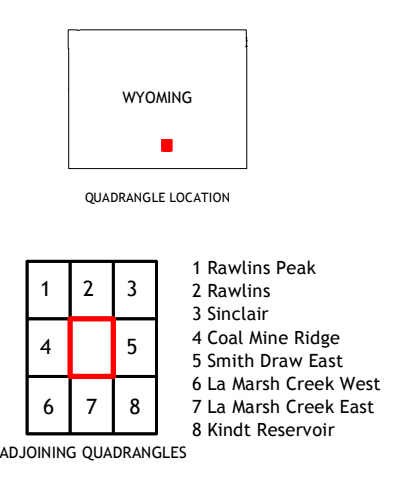 WYOMING
QUADRANGLE LOCATION
1 2 3
4 5
6 7 8
ADJOINING QUADRANGLES
1 Rawlins Peak
2 Rawlins
3 Sinclair
4 Coal Mine Ridge
5 Smith Draw East
6 La Marsh Creek West
7 La Marsh Creek East
8 Kindt Reservoir